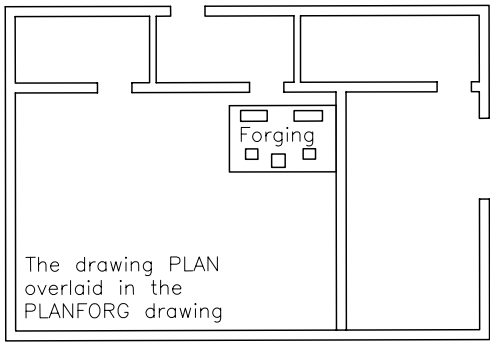 Forging
The drawing PLAN
overlaid in the
PLANFORG drawing